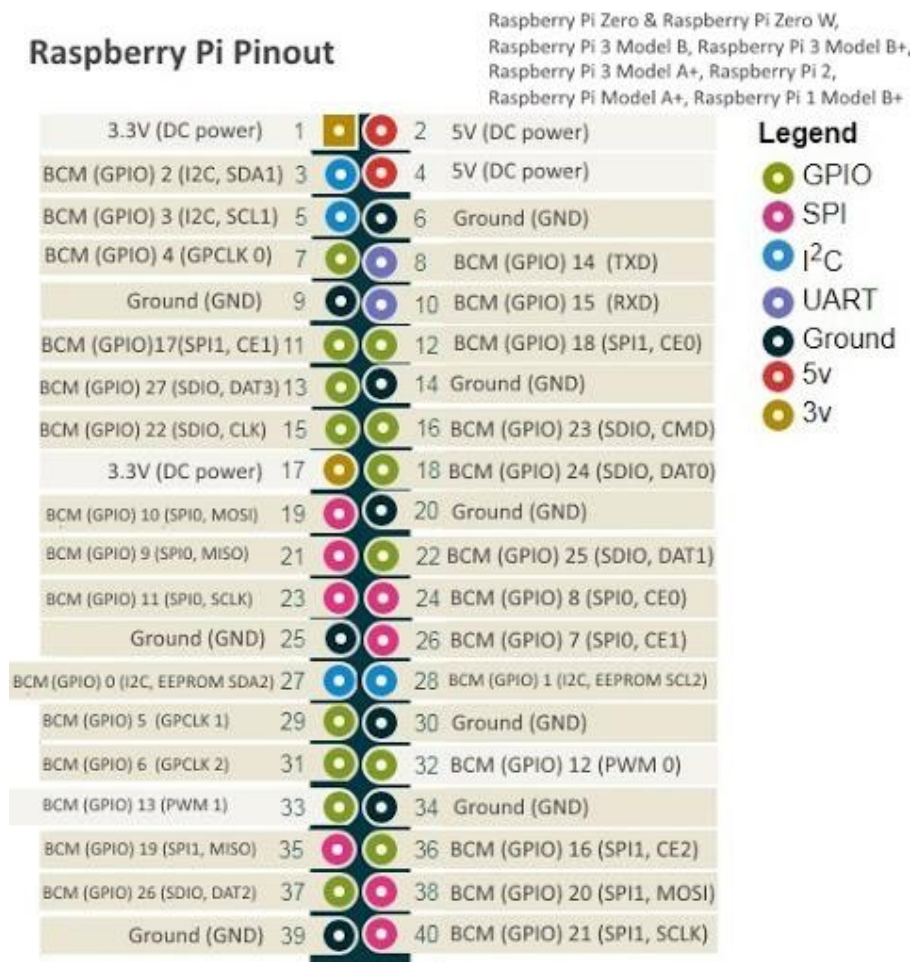 Raspberry Pi Pinout
Raspberry Pi Zero & Raspberry Pi Zero W,
Raspberry Pi 3 Model B, Raspberry Pi 3 Model B+,
Raspberry Pi 3 Model A+, Raspberry Pi 2,
Raspberry Pi Model A+, Raspberry Pi 1 Model B+
3.3V (DC power) 1 2 5V (DC power)
BCM (GPIO) 2 (I2C, SDA1) 3 4 5V (DC power)
BCM (GPIO) 3 (I2C, SCL1) 5 6 Ground (GND)
BCM (GPIO) 4 (GPCLK 0) 7 8 BCM (GPIO) 14 (TXD)
Ground (GND) 9 10 BCM (GPIO) 15 (RXD)
BCM (GPIO)17(SPI1, CE1) 11 12 BCM (GPIO) 18 (SPI1, CE0)
BCM (GPIO) 27 (SDIO, DAT3) 13 14 Ground (GND)
BCM (GPIO) 22 (SDIO, CLK) 15 16 BCM (GPIO) 23 (SDIO, CMD)
3.3V (DC power) 17 18 BCM (GPIO) 24 (SDIO, DAT0)
BCM (GPIO) 10 (SPI0, MOSI) 19 20 Ground (GND)
BCM (GPIO) 9 (SPI0, MISO) 21 22 BCM (GPIO) 25 (SDIO, DAT1)
BCM (GPIO) 11 (SPI0, SCLK) 23 24 BCM (GPIO) 8 (SPI0, CE0)
Ground (GND) 25 26 BCM (GPIO) 7 (SPI0, CE1)
BCM (GPIO) 0 (I2C, EEPROM SDA2) 27 28 BCM (GPIO) 1 (I2C, EEPROM SCL2)
BCM (GPIO) 5 (GPCLK 1) 29 30 Ground (GND)
BCM (GPIO) 6 (GPCLK 2) 31 32 BCM (GPIO) 12 (PWM 0)
BCM (GPIO) 13 (PWM 1) 33 34 Ground (GND)
BCM (GPIO) 19 (SPI1, MISO) 35 36 BCM (GPIO) 16 (SPI1, CE2)
BCM (GPIO) 26 (SDIO, DAT2) 37 38 BCM (GPIO) 20 (SPI1, MOSI)
Ground (GND) 39 40 BCM (GPIO) 21 (SPI1, SCLK)
Legend
GPIO
SPI
I²C
UART
Ground
5v
3v